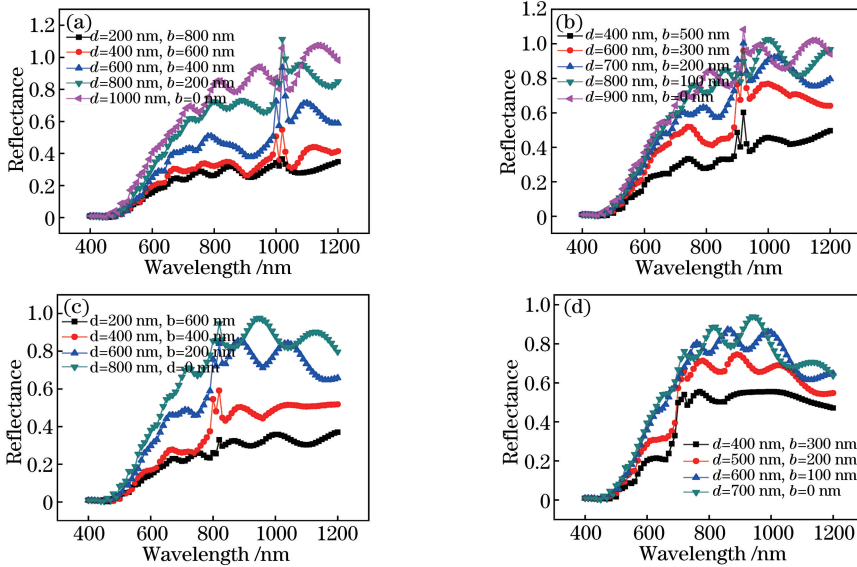 (a)
d=200 nm, b=800 nm
d=400 nm, b=600 nm
d=600 nm, b=400 nm
d=800 nm, b=200 nm
d=1000 nm, b=0 nm
1.2
1.0
0.8
0.6
0.4
0.2
0
Reflectance
400 600 800 1000 1200
Wavelength /nm
(b)
d=400 nm, b=500 nm
d=600 nm, b=300 nm
d=700 nm, b=200 nm
d=800 nm, b=100 nm
d=900 nm, b=0 nm
1.2
1.0
0.8
0.6
0.4
0.2
0
Reflectance
400 600 800 1000 1200
Wavelength /nm
(c)
d=200 nm, b=600 nm
d=400 nm, b=400 nm
d=600 nm, b=200 nm
d=800 nm, d=0 nm
1.0
0.8
0.6
0.4
0.2
0
Reflectance
400 600 800 1000 1200
Wavelength /nm
(d)
1.0
0.8
0.6
0.4
0.2
0
Reflectance
d=400 nm, b=300 nm
d=500 nm, b=200 nm
d=600 nm, b=100 nm
d=700 nm, b=0 nm
400 600 800 1000 1200
Wavelength /nm